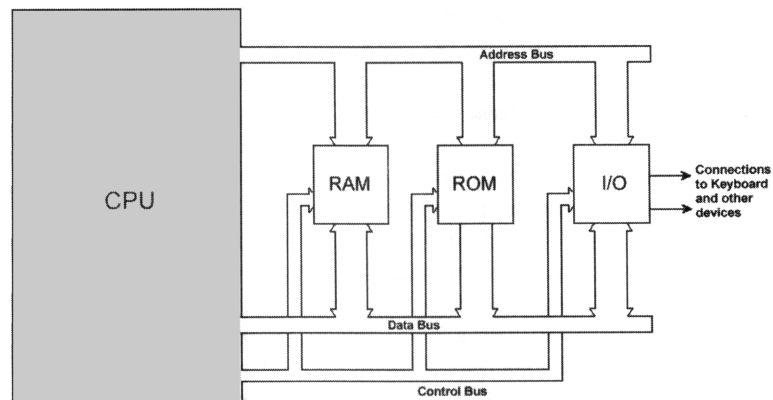 Address Bus
CPU
RAM
ROM
I/O
Connections
to Keyboard
and other
devices
Data Bus
Control Bus